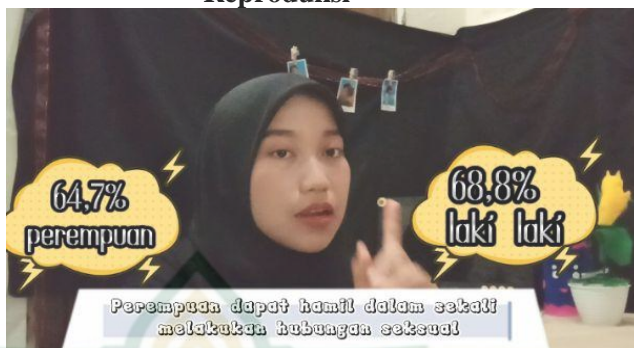 Reproduksi
64,7%
perempuan
68,8%
laki laki
Perempuan dapat hamil dalam sekali
melakukan hubungan seksual